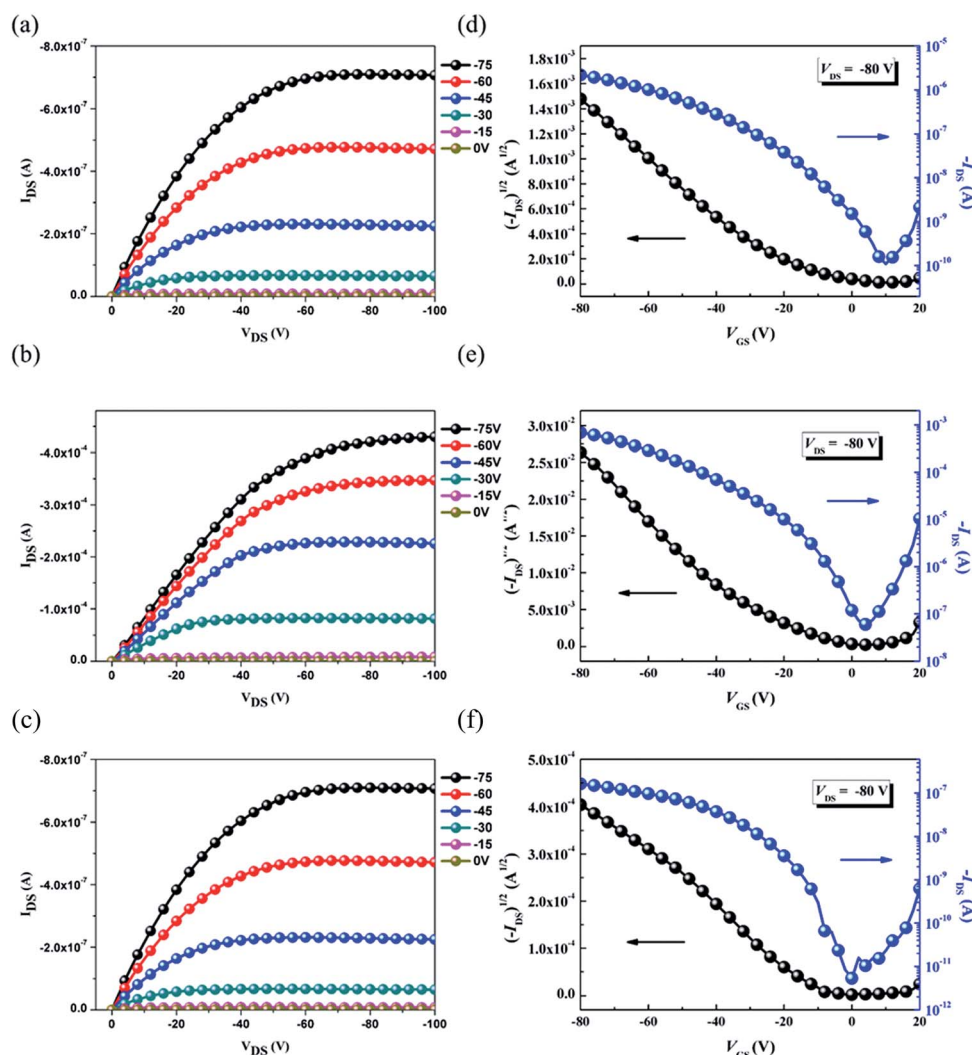 (a)
-8.0x10⁻⁷
-6.0x10⁻⁷
-4.0x10⁻⁷
-2.0x10⁻⁷
0.0
I_DS (A)
0
-20
-40
-60
-80
-100
V_DS (V)
-75
-60
-45
-30
-15
0V
(d)
1.8x10⁻³
1.6x10⁻³
1.4x10⁻³
1.2x10⁻³
1.0x10⁻³
8.0x10⁻⁴
6.0x10⁻⁴
4.0x10⁻⁴
2.0x10⁻⁴
0.0
(-I_DS)^1/2 (A^1/2)
V_DS = -80 V
10⁻⁵
10⁻⁶
10⁻⁷
10⁻⁸
10⁻⁹
10⁻¹⁰
-I_DS (A)
-80
-60
-40
-20
0
20
V_GS (V)
(b)
-4.0x10⁻⁴
-3.0x10⁻⁴
-2.0x10⁻⁴
-1.0x10⁻⁴
0.0
I_DS (A)
0
-20
-40
-60
-80
-100
V_DS (V)
-75V
-60V
-45V
-30V
-15V
0V
(e)
3.0x10⁻²
2.5x10⁻²
2.0x10⁻²
1.5x10⁻²
1.0x10⁻²
5.0x10⁻³
0.0
(-I_DS) (A)
V_DS = -80 V
10⁻³
10⁻⁴
10⁻⁵
10⁻⁶
10⁻⁷
10⁻⁸
-I_DS (A)
-80
-60
-40
-20
0
20
V_GS (V)
(c)
-8.0x10⁻⁷
-6.0x10⁻⁷
-4.0x10⁻⁷
-2.0x10⁻⁷
0.0
I_DS (A)
0
-20
-40
-60
-80
-100
V_DS (V)
-75
-60
-45
-30
-15
0V
(f)
5.0x10⁻⁴
4.0x10⁻⁴
3.0x10⁻⁴
2.0x10⁻⁴
1.0x10⁻⁴
0.0
(-I_DS)^1/2 (A^1/2)
V_DS = -80 V
10⁻⁷
10⁻⁸
10⁻⁹
10⁻¹⁰
10⁻¹¹
10⁻¹²
-I_DS (A)
-80
-60
-40
-20
0
20
V_GS (V)